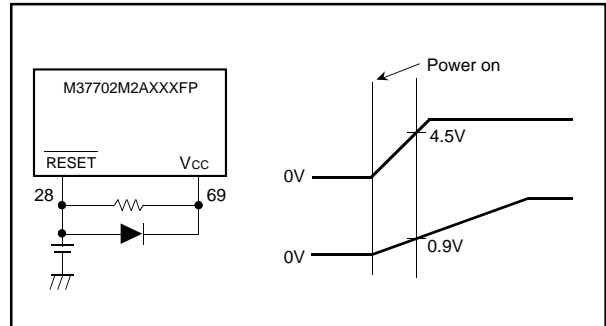 Power on
M37702M2AXXXFP
RESET
Vcc
28
69
4.5V
0V
0.9V
0V